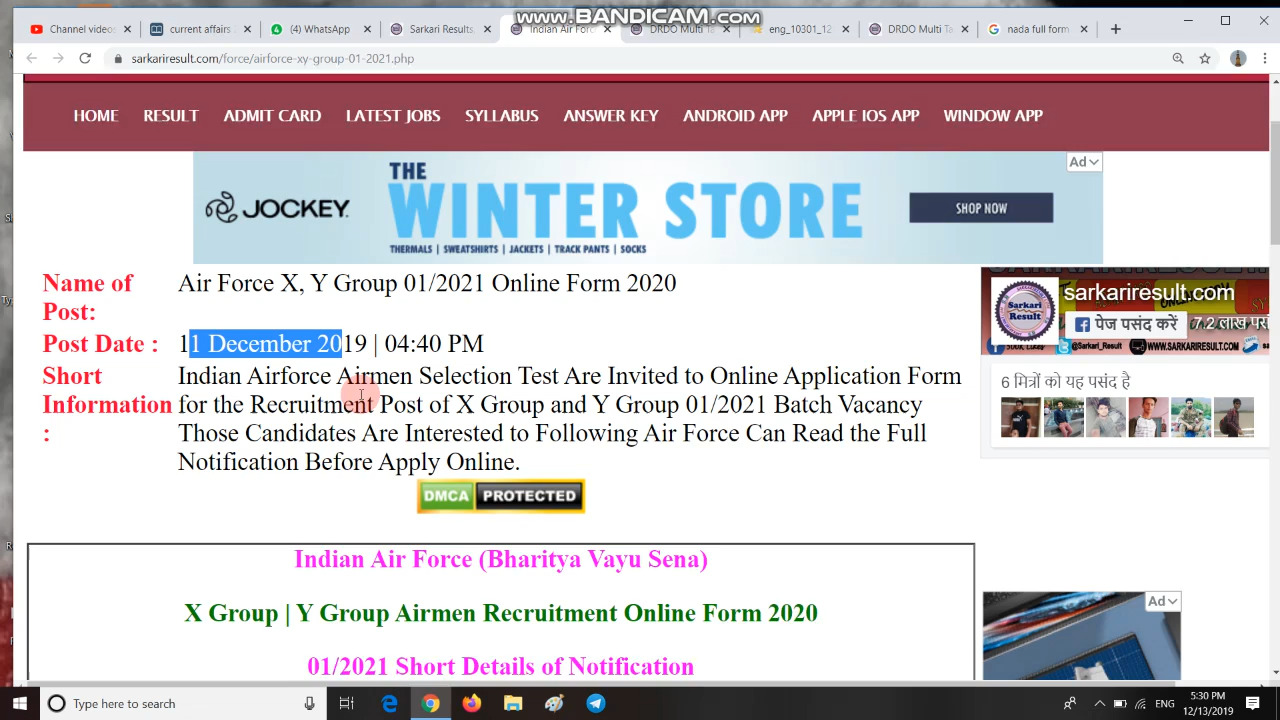 WWW.BANDICAM.COM
Channel videos
current affairs
(4) WhatsApp
Sarkari Results,
Indian Air Forc
DRDO Multi Ta
eng_10301_12
DRDO Multi Ta
nada full form
sarkariresult.com/force/airforce-xy-group-01-2021.php
HOME RESULT ADMIT CARD LATEST JOBS SYLLABUS ANSWER KEY ANDROID APP APPLE IOS APP WINDOW APP
Ad
JOCKEY
THE
WINTER STORE
THERMALS | SWEATSHIRTS | JACKETS | TRACK PANTS | SOCKS
SHOP NOW
Name of Post: Air Force X, Y Group 01/2021 Online Form 2020
Post Date : 11 December 2019 | 04:40 PM
Short Information : Indian Airforce Airmen Selection Test Are Invited to Online Application Form
for the Recruitment Post of X Group and Y Group 01/2021 Batch Vacancy
Those Candidates Are Interested to Following Air Force Can Read the Full
Notification Before Apply Online.
DMCA PROTECTED
Sarkari Result
sarkariresult.com
पेज पसंद करें 7.2 लाख
@Sarkari_Result WWW.SARKARIRESULT.COM
6 मित्रों को यह पसंद है
Indian Air Force (Bharitya Vayu Sena)
X Group | Y Group Airmen Recruitment Online Form 2020
01/2021 Short Details of Notification
Ad
Type here to search
ENG
5:30 PM
12/13/2019